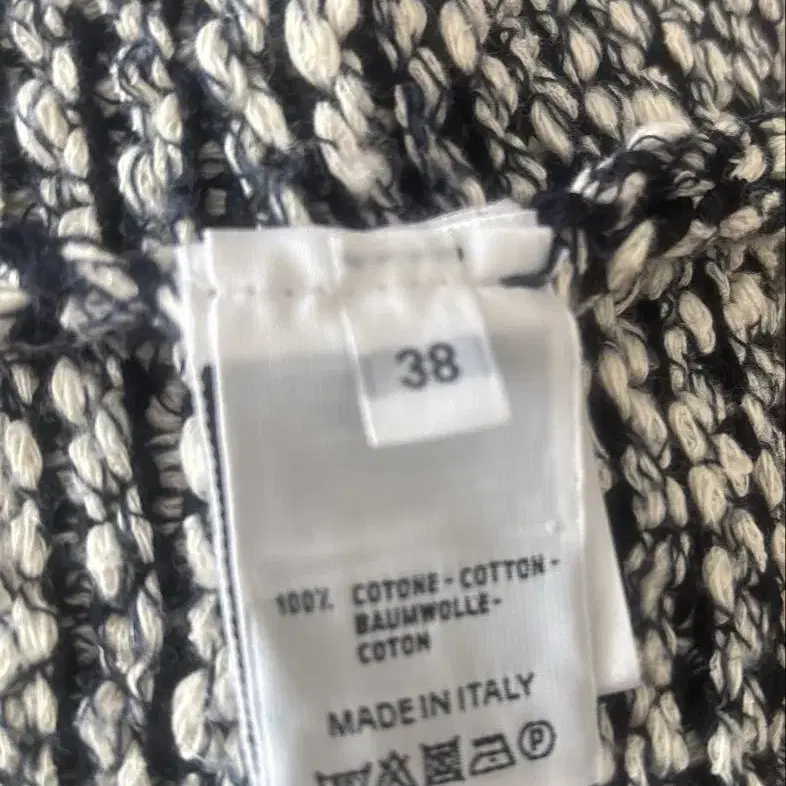 38
100% COTONE - COTTON -
BAUMWOLLE -
COTON
MADE IN ITALY
P